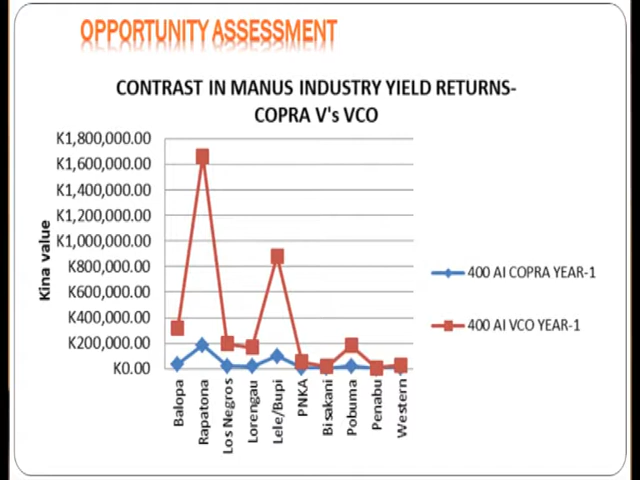 OPPORTUNITY ASSESSMENT
CONTRAST IN MANUS INDUSTRY YIELD RETURNS-
COPRA V's VCO
K1,800,000.00
K1,600,000.00
K1,400,000.00
K1,200,000.00
K1,000,000.00
K800,000.00
K600,000.00
K400,000.00
K200,000.00
K0.00
Kina value
Balopa
Rapatona
Los Negros
Lorengau
Lele/Bupi
PNKA
Bisakani
Pobuma
Penabu
Western
400 AI COPRA YEAR-1
400 AI VCO YEAR-1